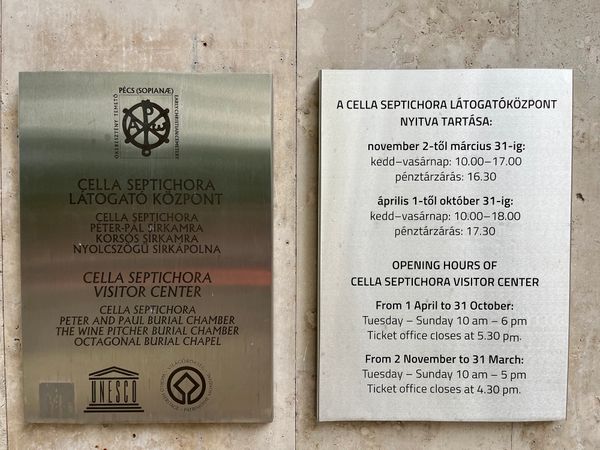 PÉCS (SOPIANÆ)
ÓKERESZTÉNY TEMETŐ
EARLY CHRISTIAN CEMETERY
CELLA SEPTICHORA
LÁTOGATÓ KÖZPONT
CELLA SEPTICHORA
PÉTER-PÁL SÍRKAMRA
KORSÓS SÍRKAMRA
NYOLCSZÖGŰ SÍRKÁPOLNA
CELLA SEPTICHORA
VISITOR CENTER
CELLA SEPTICHORA
PETER AND PAUL BURIAL CHAMBER
THE WINE PITCHER BURIAL CHAMBER
OCTAGONAL BURIAL CHAPEL
UNESCO
A CELLA SEPTICHORA LÁTOGATÓKÖZPONT
NYITVA TARTÁSA:
november 2-től március 31-ig:
kedd–vasárnap: 10.00–17.00
pénztárzárás: 16.30
április 1-től október 31-ig:
kedd–vasárnap: 10.00–18.00
pénztárzárás: 17.30
OPENING HOURS OF
CELLA SEPTICHORA VISITOR CENTER
From 1 April to 31 October:
Tuesday – Sunday 10 am – 6 pm
Ticket office closes at 5.30 pm.
From 2 November to 31 March:
Tuesday – Sunday 10 am – 5 pm
Ticket office closes at 4.30 pm.